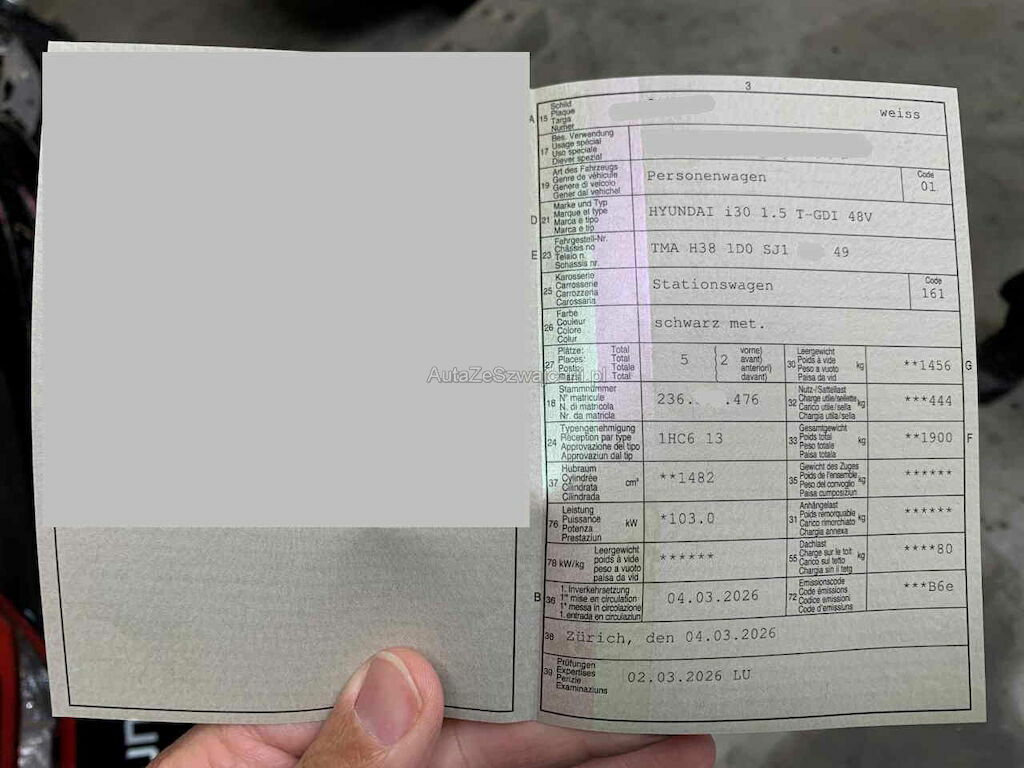 3
A 15 Schild
Plaque
Targa
Numer
weiss
17 Bes. Verwendung
Usage spécial
Uso speciale
Diever spezial
19 Art des Fahrzeugs
Genre de véhicule
Genere di veicolo
Gener dal vehichel
Personenwagen
Code
01
D 21 Marke und Typ
Marque et type
Marca e tipo
Marca e tip
HYUNDAI i30 1.5 T-GDI 48V
E 23 Fahrgestell-Nr.
Châssis no
Telaio n.
Schassis nr.
TMA H38 1D0 SJ1 49
25 Karosserie
Carrosserie
Carrozzeria
Carossaria
Stationswagen
Code
161
26 Farbe
Couleur
Colore
Colur
schwarz met.
27 Plätze: Total
Places: Total
Posti: Totale
Total
5 (2 vorne)
avant)
anteriori)
davant)
30 Leergewicht
Poids à vide
Peso a vuoto
Paisa da vid
kg
**1456 G
AutaZeSzwajcarii.pl
18 Stammnummer
N° matricule
N. di matricola
Nr. da matricla
236. .476
32 Nutz-/Sattellast
Charge utile/sellette
Carico utile/sella
Chargia utila/sella
kg
***444
24 Typengenehmigung
Réception par type
Approvazione del tipo
Approvaziun dal tip
1HC6 13
33 Gesamtgewicht
Poids total
Peso totale
Paisa totala
kg
**1900 F
37 Hubraum
Cylindrée
Cilindrata
Cilindrada
cm³
**1482
35 Gewicht des Zuges
Poids de l'ensemble
Peso del convoglio
Paisa cumposiziun
kg
******
76 Leistung
Puissance
Potenza
Prestaziun
kW
*103.0
31 Anhängelast
Poids remorquable
Carico rimorchiato
Chargia annexa
kg
******
78 kW/kg Leergewicht
poids à vide
peso a vuoto
paisa da vid
******
55 Dachlast
Charge sur le toit
Carico sul tetto
Chargia sin il tetg
kg
****80
B 36 1. Inverkehrsetzung
1re mise en circulation
1a messa in circolazione
1. entrada en circulaziun
04.03.2026
72 Emissionscode
Code émissions
Codice emissioni
Code d'emissiuns
***B6e
38 Zürich, den 04.03.2026
39 Prüfungen
Expertises
Perizie
Examinaziuns
02.03.2026 LU